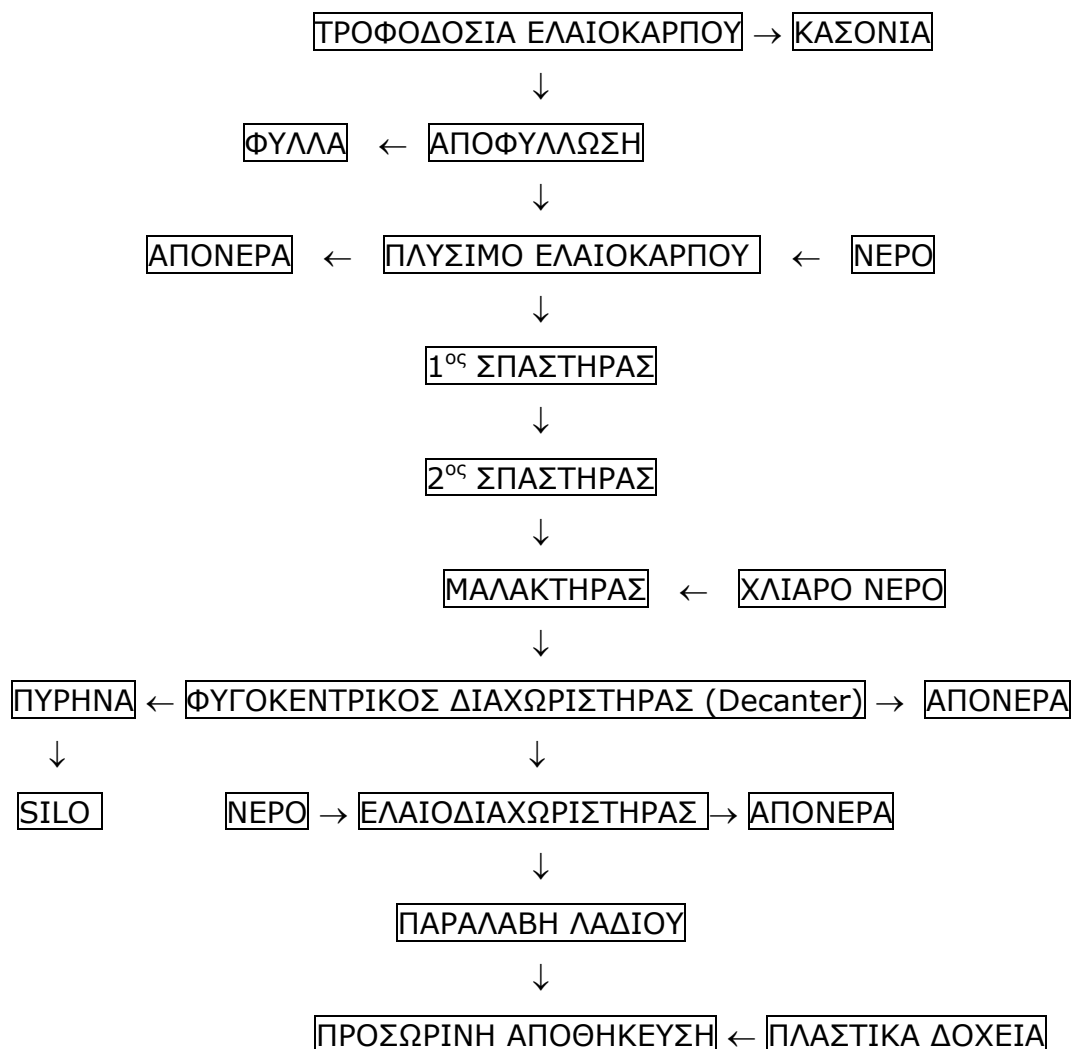 ΤΡΟΦΟΔΟΣΙΑ ΕΛΑΙΟΚΑΡΠΟΥ → ΚΑΣΟΝΙΑ
↓
ΦΥΛΛΑ ← ΑΠΟΦΥΛΛΩΣΗ
↓
ΑΠΟΝΕΡΑ ← ΠΛΥΣΙΜΟ ΕΛΑΙΟΚΑΡΠΟΥ ← ΝΕΡΟ
↓
1ος ΣΠΑΣΤΗΡΑΣ
↓
2ος ΣΠΑΣΤΗΡΑΣ
↓
ΜΑΛΑΚΤΗΡΑΣ ← ΧΛΙΑΡΟ ΝΕΡΟ
↓
ΠΥΡΗΝΑ ← ΦΥΓΟΚΕΝΤΡΙΚΟΣ ΔΙΑΧΩΡΙΣΤΗΡΑΣ (Decanter) → ΑΠΟΝΕΡΑ
↓ ↓
SILO ΝΕΡΟ → ΕΛΑΙΟΔΙΑΧΩΡΙΣΤΗΡΑΣ → ΑΠΟΝΕΡΑ
↓
ΠΑΡΑΛΑΒΗ ΛΑΔΙΟΥ
↓
ΠΡΟΣΩΡΙΝΗ ΑΠΟΘΗΚΕΥΣΗ ← ΠΛΑΣΤΙΚΑ ΔΟΧΕΙΑ